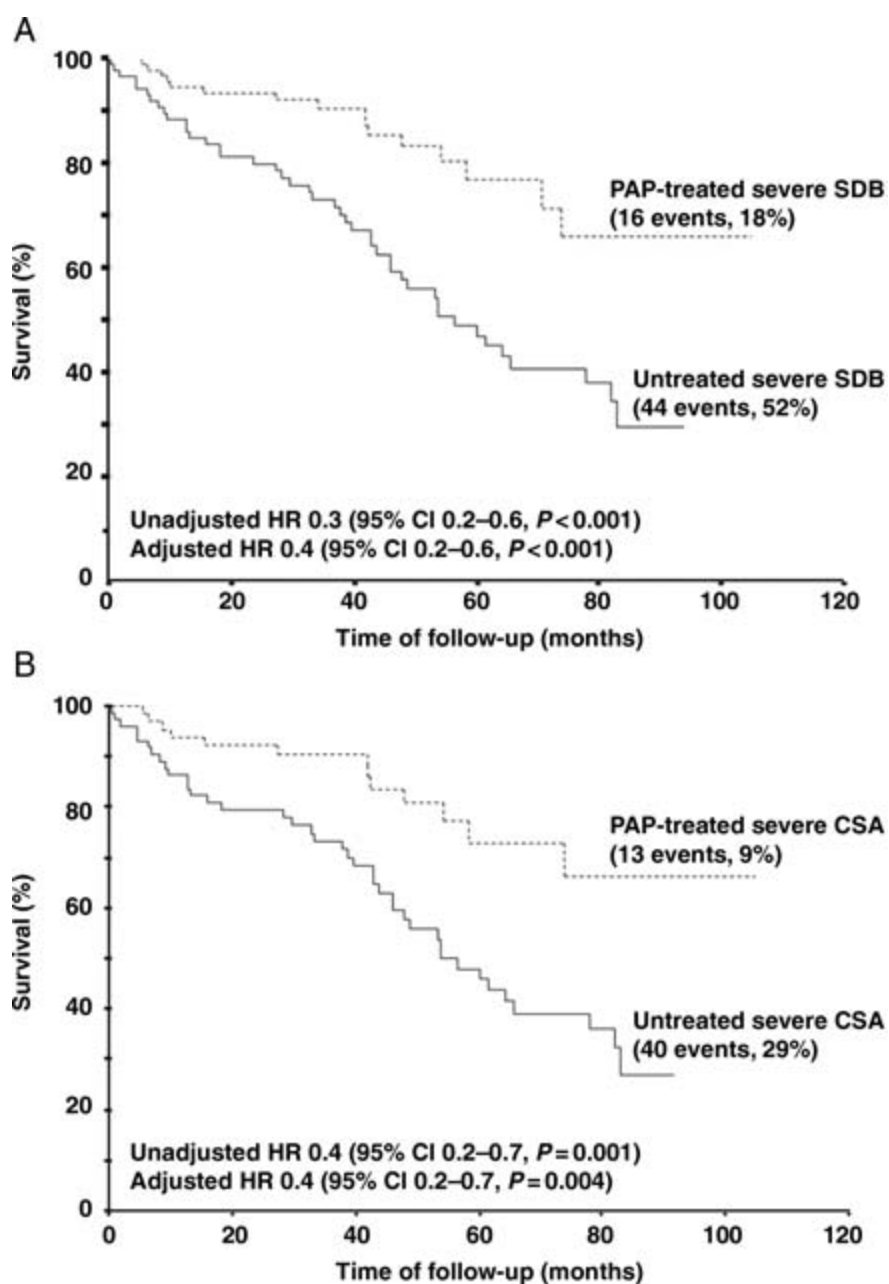 A
100
80
60
40
20
0
Survival (%)
PAP-treated severe SDB
(16 events, 18%)
Untreated severe SDB
(44 events, 52%)
Unadjusted HR 0.3 (95% CI 0.2–0.6, P<0.001)
Adjusted HR 0.4 (95% CI 0.2–0.6, P<0.001)
0 20 40 60 80 100 120
Time of follow-up (months)
B
100
80
60
40
20
0
Survival (%)
PAP-treated severe CSA
(13 events, 9%)
Untreated severe CSA
(40 events, 29%)
Unadjusted HR 0.4 (95% CI 0.2–0.7, P=0.001)
Adjusted HR 0.4 (95% CI 0.2–0.7, P=0.004)
0 20 40 60 80 100 120
Time of follow-up (months)